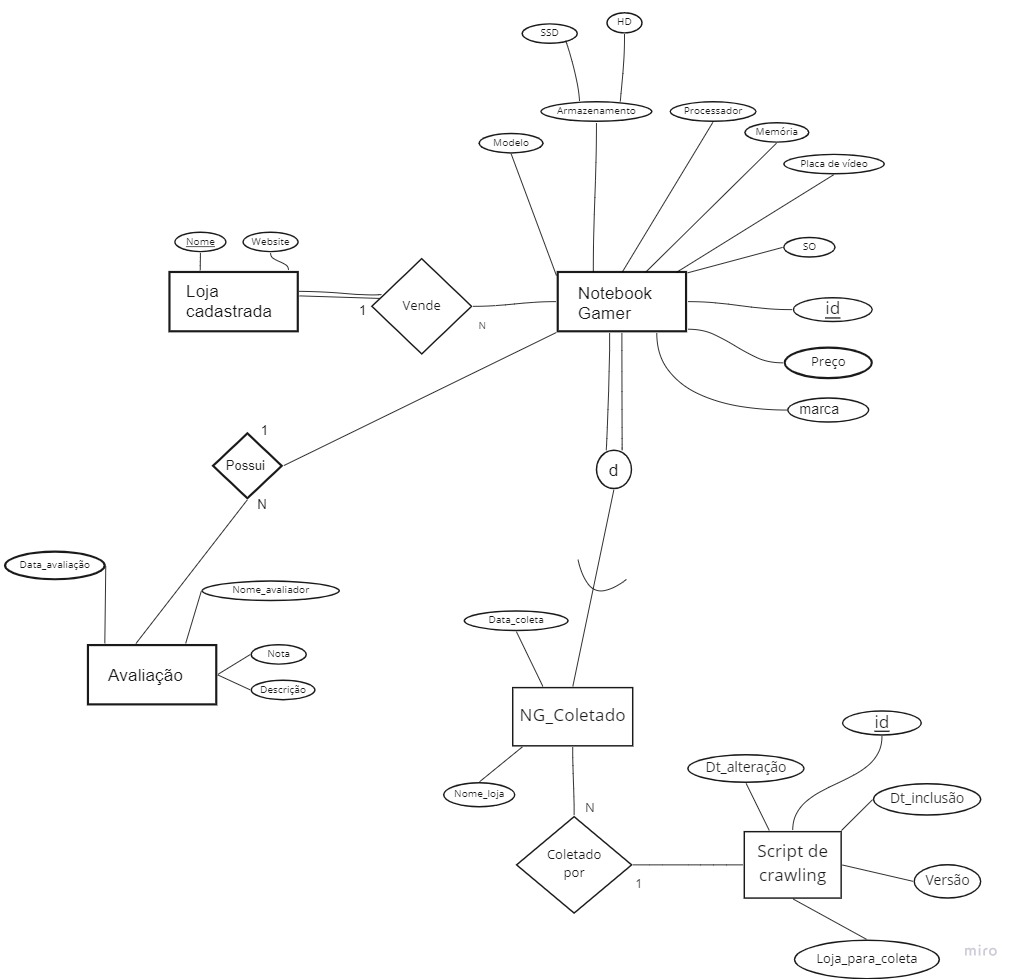 HD
SSD
Armazenamento
Processador
Memória
Modelo
Placa de vídeo
Nome
Website
SO
Loja
cadastrada
1
Vende
N
Notebook
Gamer
id
Preço
marca
1
Possui
N
d
Data_avaliação
Nome_avaliador
Data_coleta
Nota
Avaliação
Descrição
NG_Coletado
id
Dt_alteração
Nome_loja
Dt_inclusão
N
Coletado
por
1
Script de
crawling
Versão
Loja_para_coleta
miro